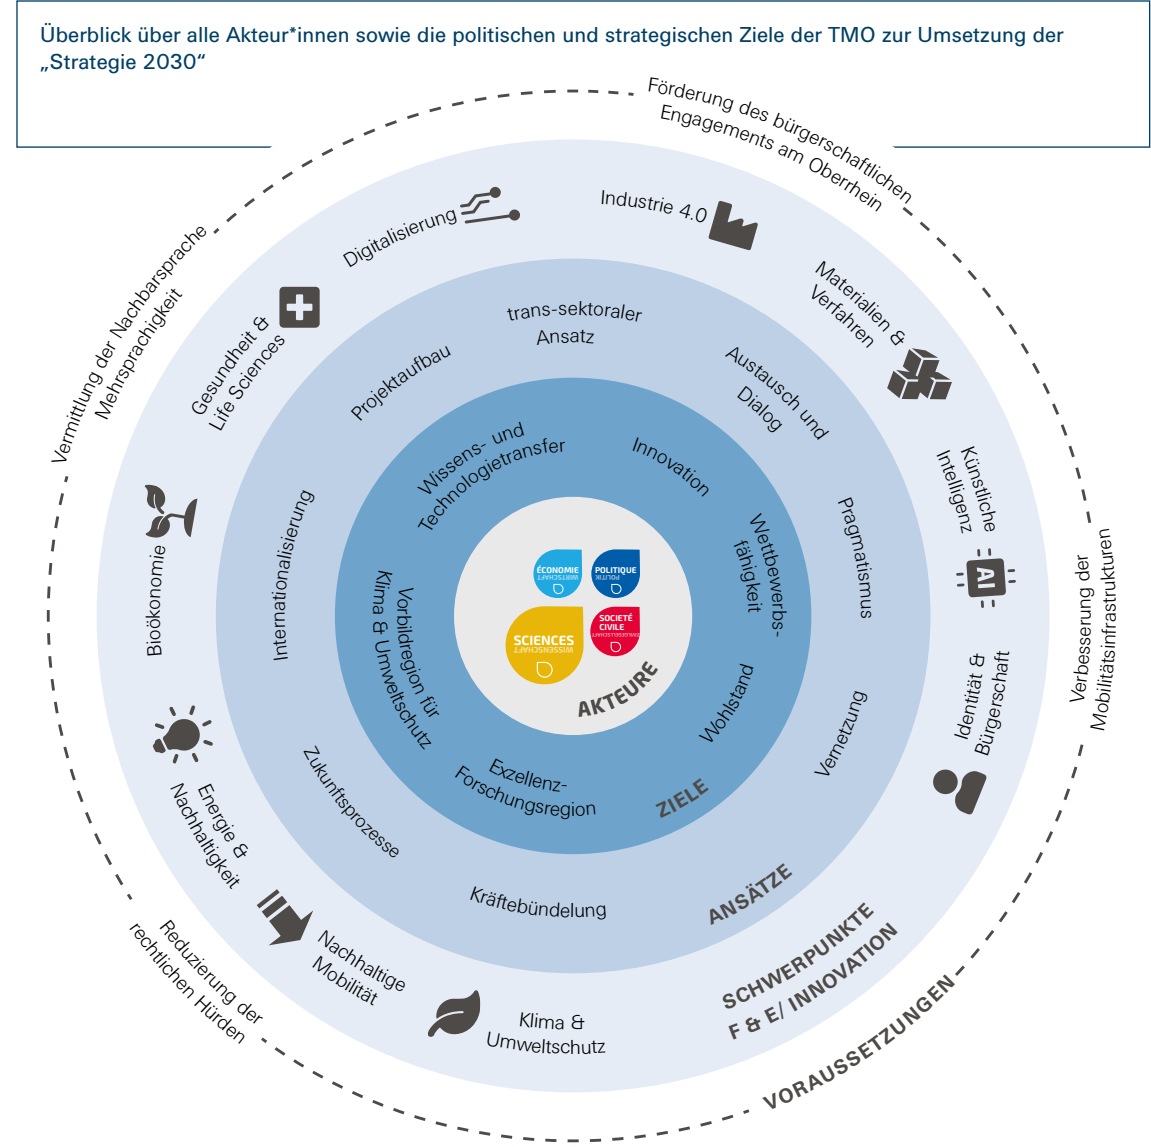 Überblick über alle Akteur*innen sowie die politischen und strategischen Ziele der TMO zur Umsetzung der
„Strategie 2030“
Förderung des bürgerschaftlichen
Engagements am Oberrhein
Vermittlung der Nachbarsprache
Mehrsprachigkeit
Verbesserung der
Mobilitätsinfrastrukturen
Reduzierung der
rechtlichen Hürden
VORAUSSETZUNGEN
Digitalisierung
Industrie 4.0
Materialien &
Verfahren
Künstliche
Intelligenz
AI
Identität &
Bürgerschaft
Gesundheit &
Life Sciences
Bioökonomie
Energie &
Nachhaltigkeit
Nachhaltige
Mobilität
Klima &
Umweltschutz
SCHWERPUNKTE
F & E/ INNOVATION
trans-sektoraler
Ansatz
Austausch und
Dialog
Pragmatismus
Vernetzung
Projektaufbau
Internationalisierung
Zukunftsprozesse
Kräftebündelung
ANSÄTZE
Wissens- und
Technologietransfer
Innovation
Wettbewerbs-
fähigkeit
Wohlstand
Vorbildregion für
Klima & Umweltschutz
Exzellenz-
Forschungsregion
ZIELE
ÉCONOMIE
WIRTSCHAFT
POLITIQUE
POLITIK
SCIENCES
WISSENSCHAFT
SOCIETÉ
CIVILE
ZIVILGESELLSCHAFT
AKTEURE